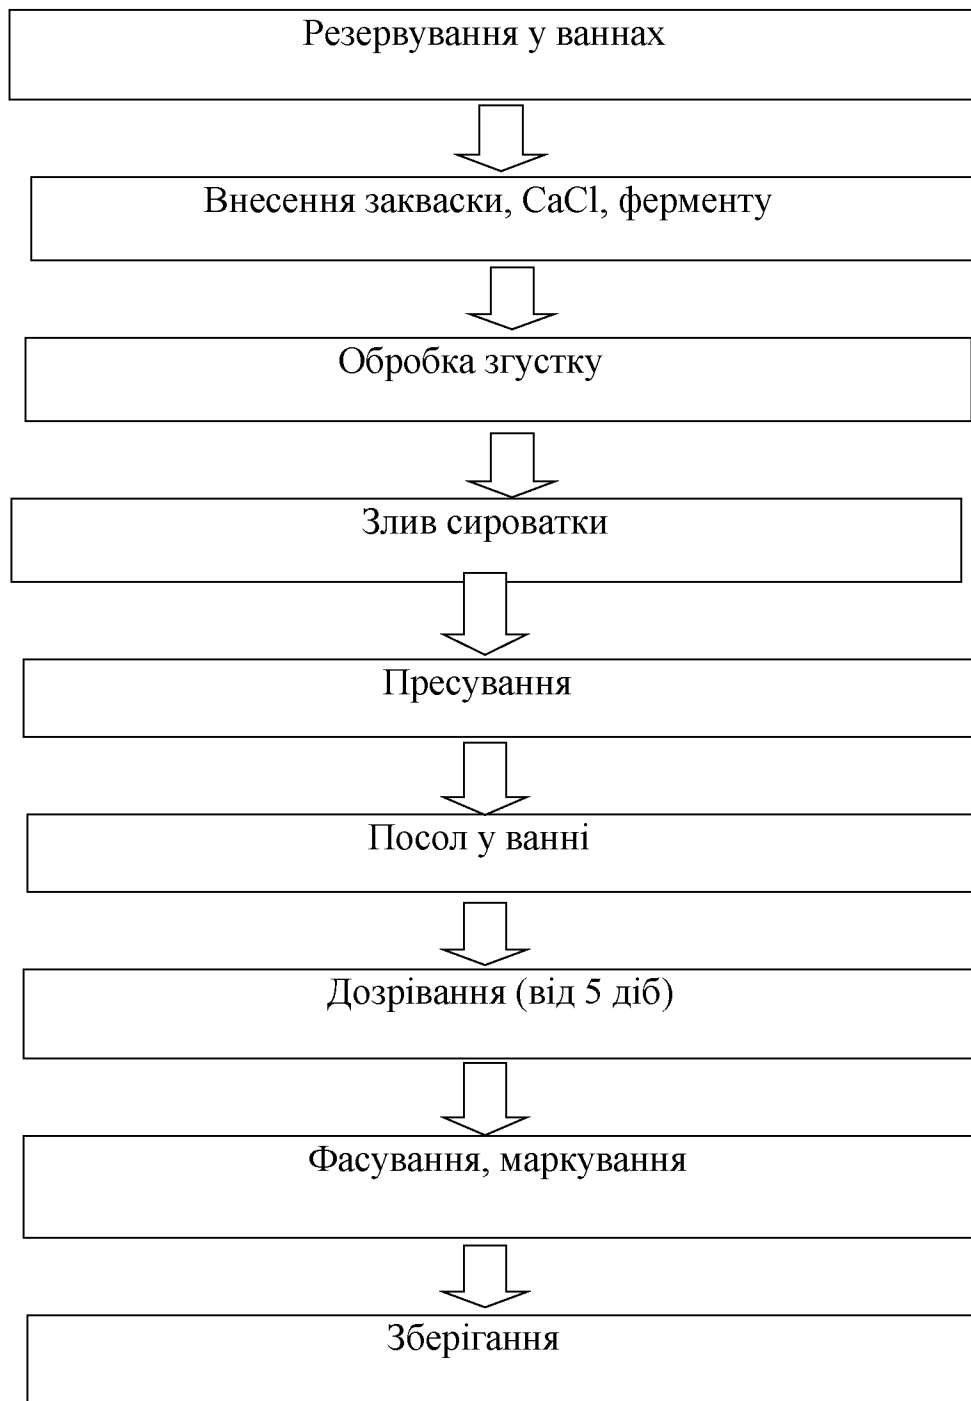 Резервування у ваннах
Внесення закваски, CaCl, ферменту
Обробка згустку
Злив сироватки
Пресування
Посол у ванні
Дозрівання (від 5 діб)
Фасування, маркування
Зберігання